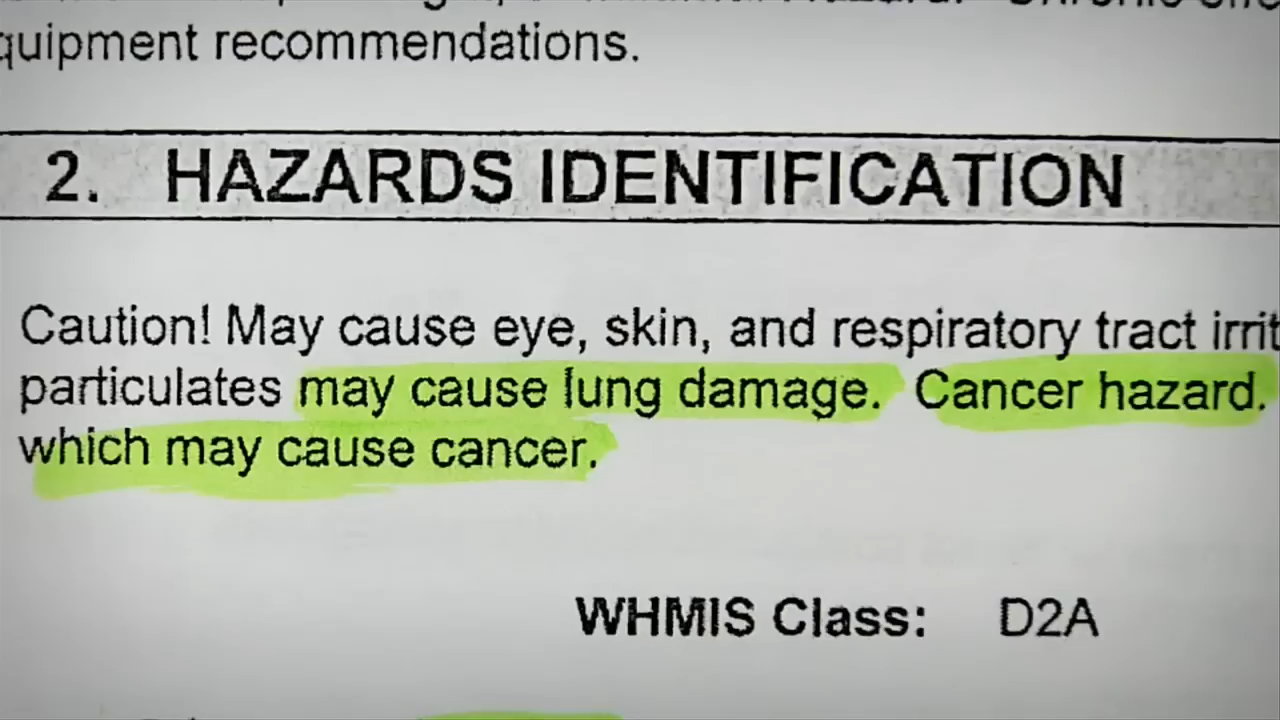 quipment recommendations.
2. HAZARDS IDENTIFICATION
Caution! May cause eye, skin, and respiratory tract irrit
particulates may cause lung damage. Cancer hazard.
which may cause cancer.
WHMIS Class: D2A